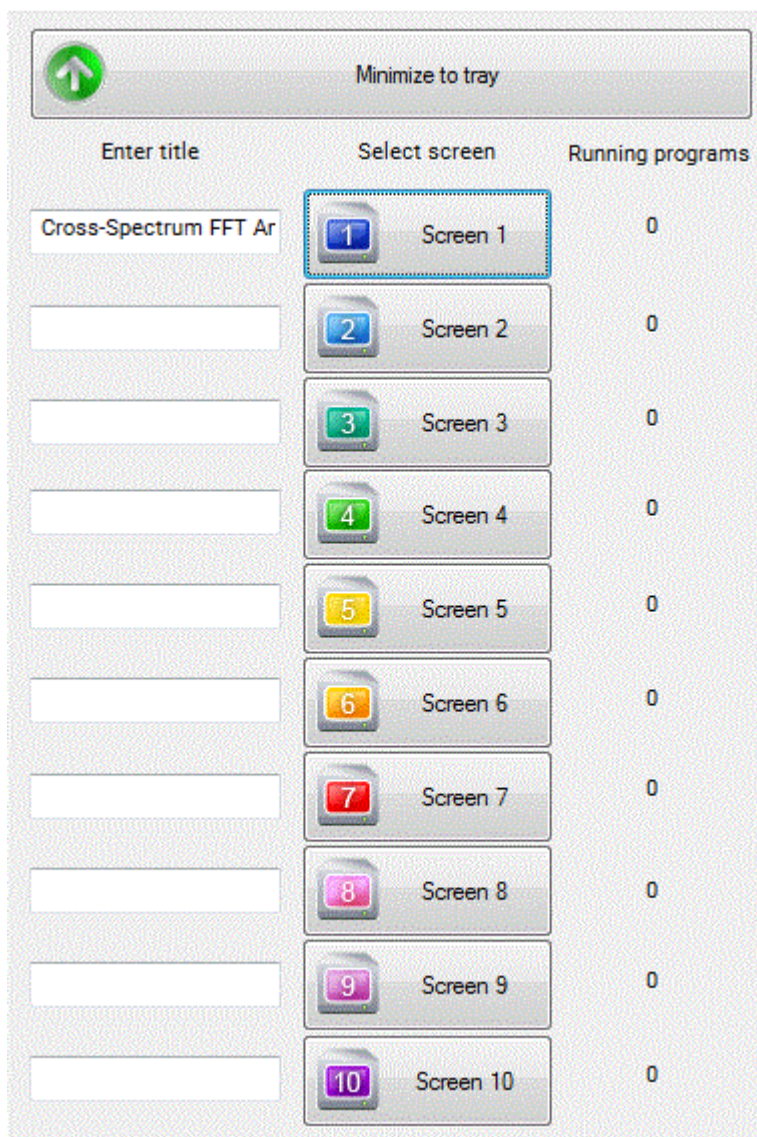 Minimize to tray
Enter title Select screen Running programs
Cross-Spectrum FFT Ar 1 Screen 1 0
2 Screen 2 0
3 Screen 3 0
4 Screen 4 0
5 Screen 5 0
6 Screen 6 0
7 Screen 7 0
8 Screen 8 0
9 Screen 9 0
10 Screen 10 0